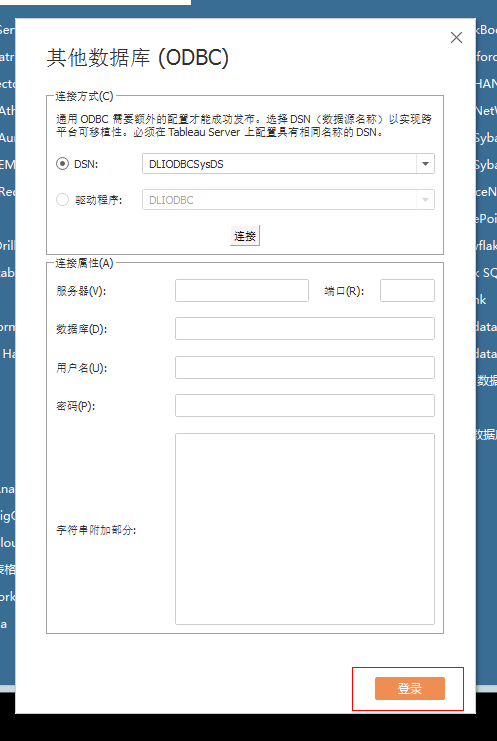 其他数据库 (ODBC)
连接方式(C)
通用 ODBC 需要额外的配置才能成功发布。选择 DSN（数据源名称）以实现跨
平台可移植性。必须在 Tableau Server 上配置具有相同名称的 DSN。
DSN:
DLIODBCSysDS
驱动程序:
DLIODBC
连接
连接属性(A)
服务器(V):
端口(R):
数据库(D):
用户名(U):
密码(P):
字符串附加部分:
登录